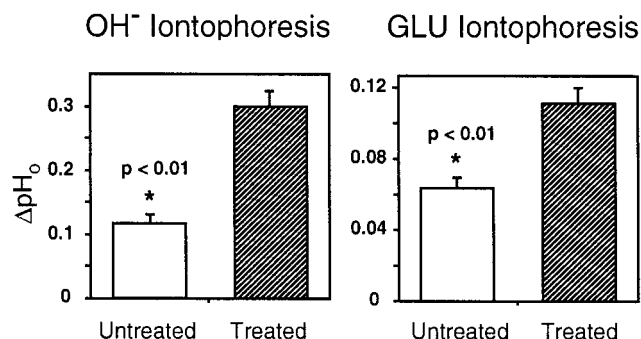 OH⁻ Iontophoresis
GLU Iontophoresis
ΔpHₒ
0.3
0.2
0.1
0
p < 0.01
*
Untreated
Treated
0.12
0.08
0.04
0
p < 0.01
*
Untreated
Treated